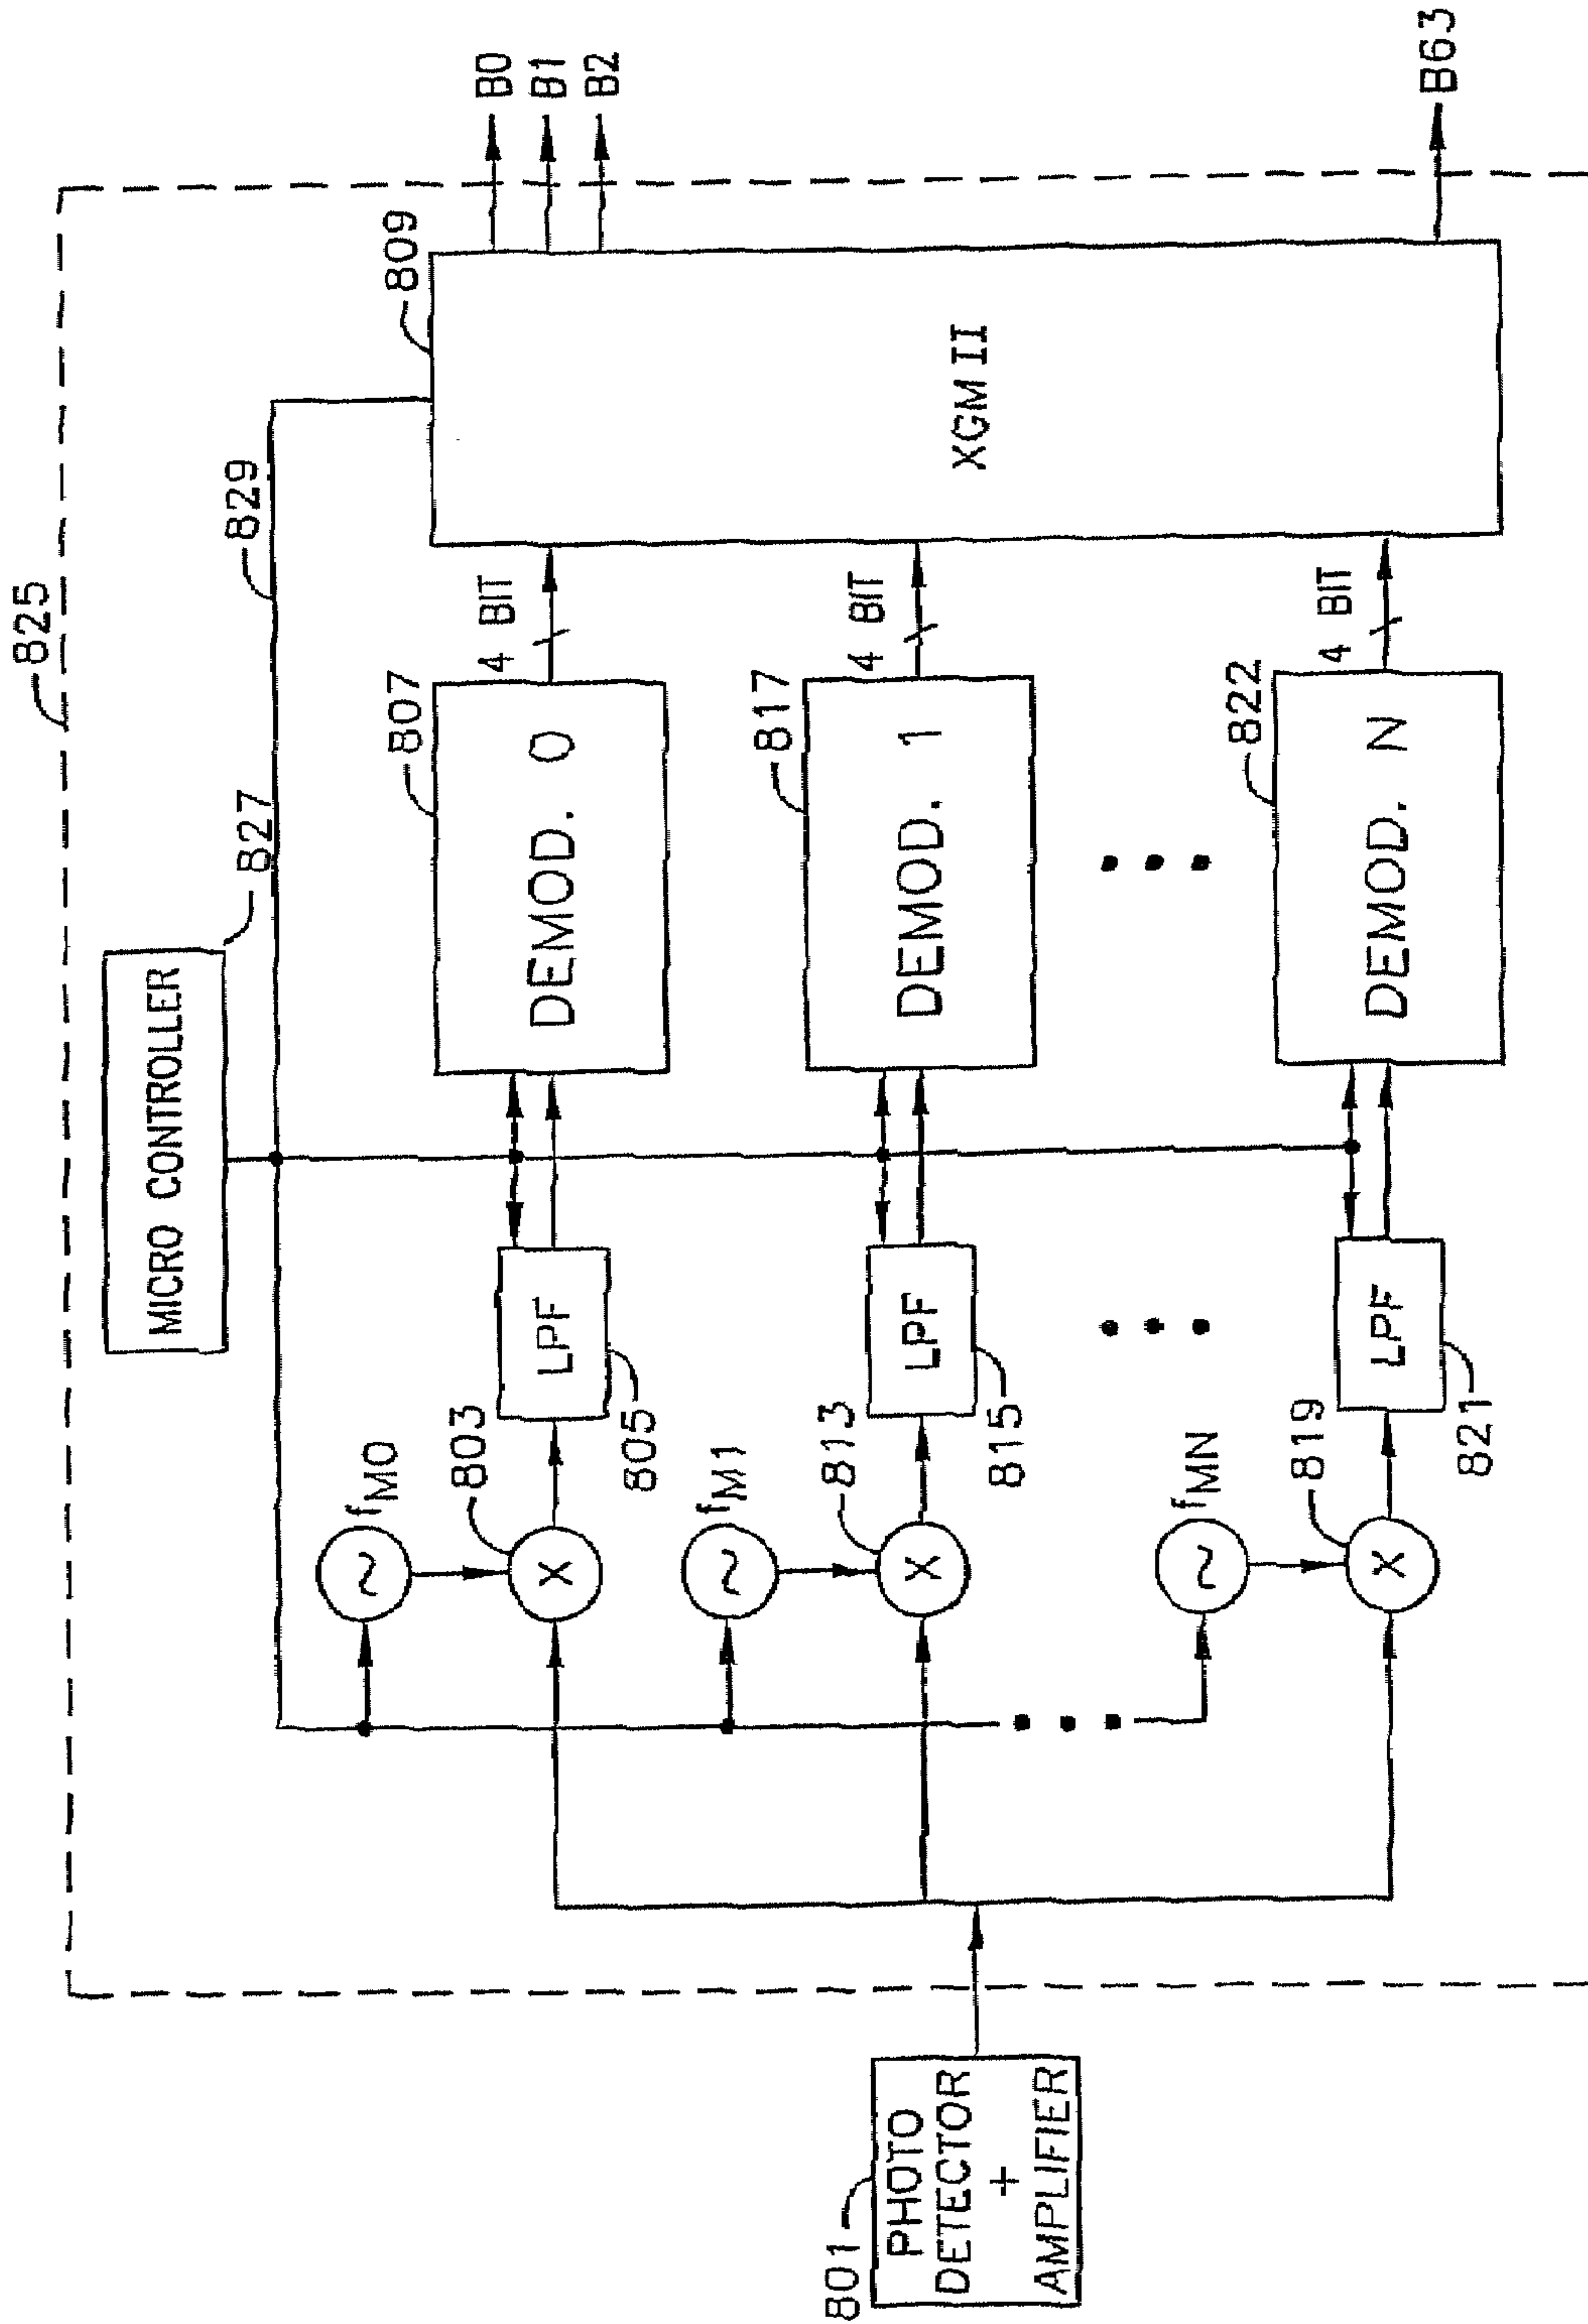 825
MICRO CONTROLLER
827
829
809
fM0
803
LPF
805
DEMOD. 0
807
4 BIT
XGM II
B0
B1
B2
fM1
813
LPF
815
DEMOD. 1
817
4 BIT
801
PHOTO
DETECTOR
+
AMPLIFIER
fMN
819
LPF
821
DEMOD. N
822
4 BIT
B63
X
X
X